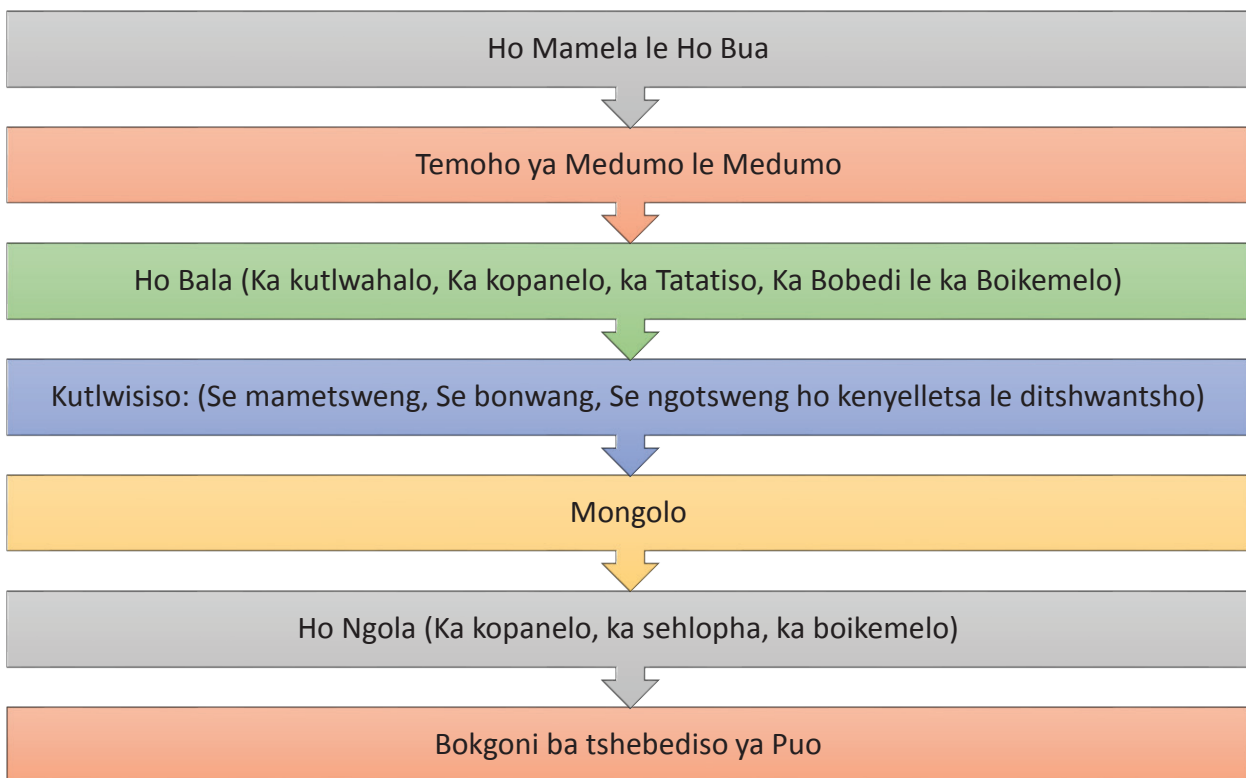 Ho Mamela le Ho Bua
Temoho ya Medumo le Medumo
Ho Bala (Ka kutlwahalo, Ka kopanelo, ka Tatatiso, Ka Bobedi le ka Boikemelo)
Kutlwisiso: (Se mametsweng, Se bonwang, Se ngotsweng ho kenyelletsa le ditshwantsho)
Mongolo
Ho Ngola (Ka kopanelo, ka sehlopha, ka boikemelo)
Bokgoni ba tshebediso ya Puo